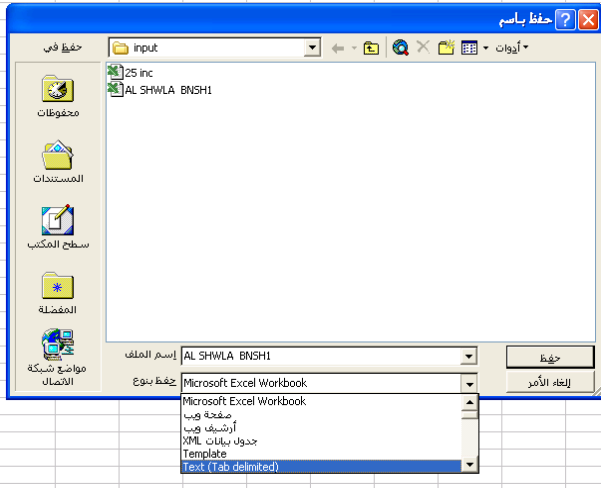 حفظ باسم
حفظ في
input
أدوات
25 inc
AL SHWLA BNSH1
محفوظات
المستندات
سطح المكتب
المفضلة
مواضع شبكة
الاتصال
إسم الملف
AL SHWLA BNSH1
حفظ
حفظ بنوع
Microsoft Excel Workbook
إلغاء الأمر
Microsoft Excel Workbook
صفحة ويب
أرشيف ويب
جدول بيانات XML
Template
Text (Tab delimited)